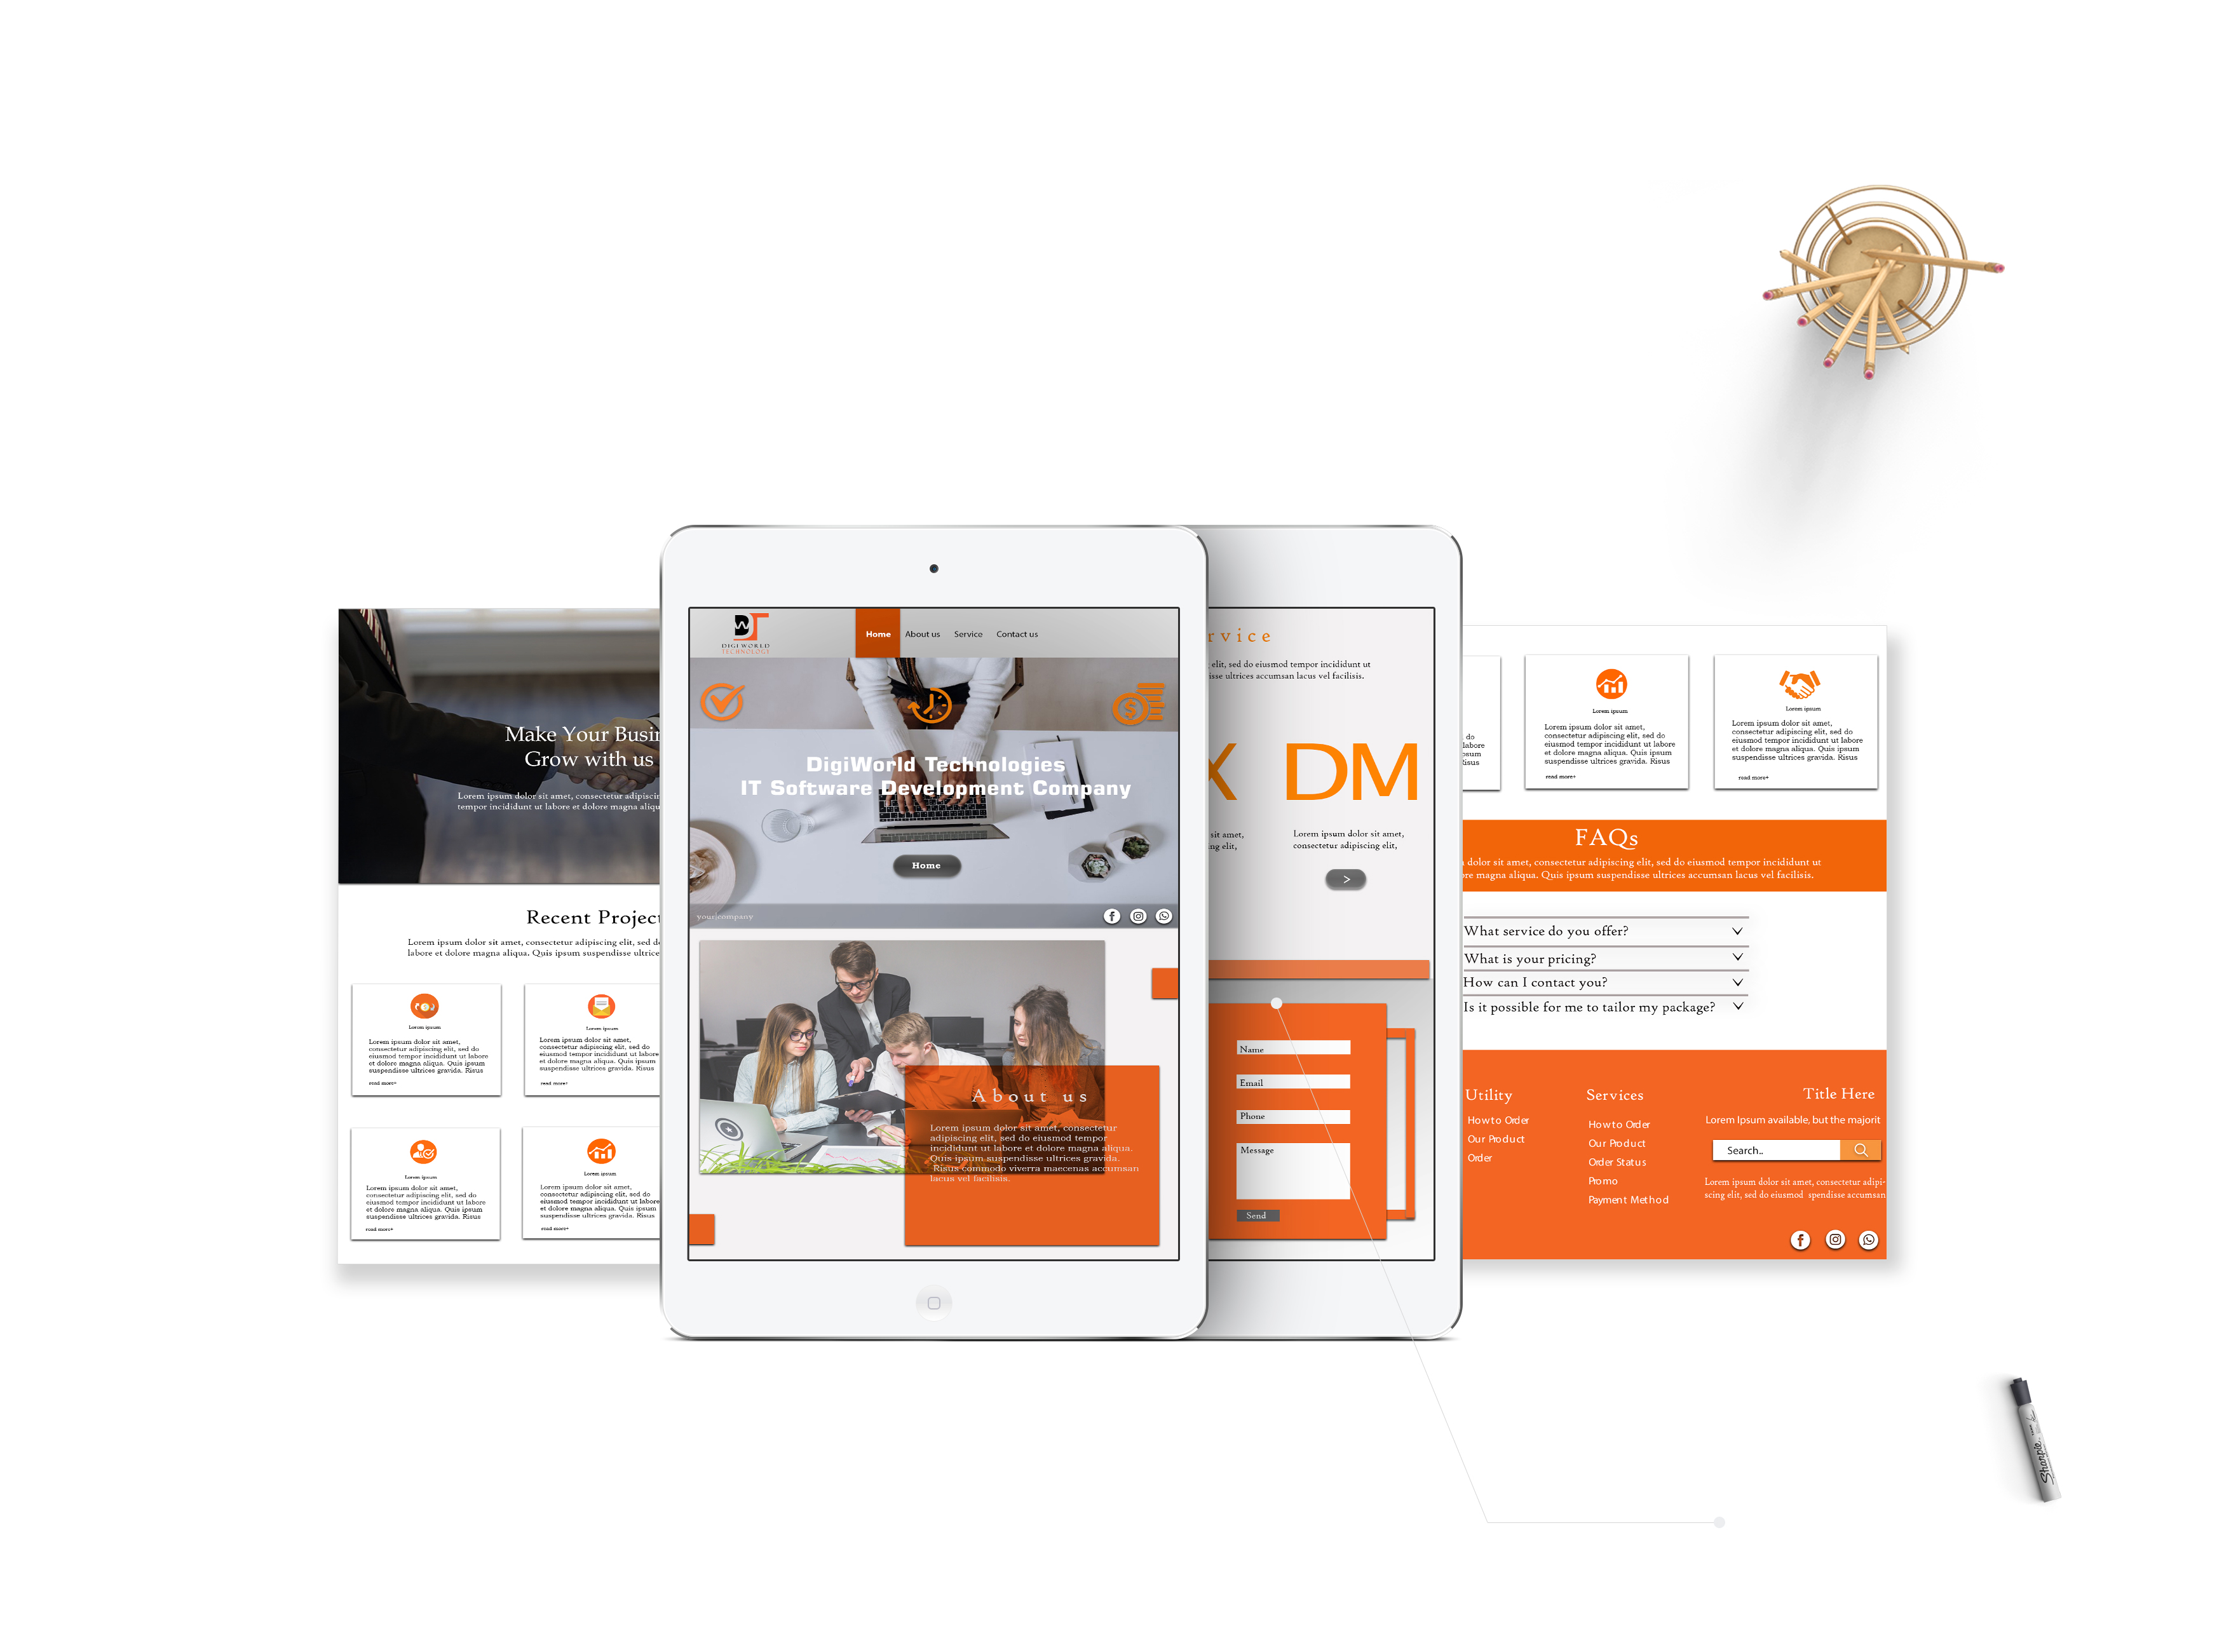 Make Your Busin
Grow with us
Lorem ipsum dolor sit amet, consectetur adipiscin
tempor incididunt ut labore et dolore magna aliqu
Recent Project
Lorem ipsum dolor sit amet, consectetur adipiscing elit, sed do
labore et dolore magna aliqua. Quis ipsum suspendisse ultrice
Lorem ipsum
Lorem ipsum dolor sit amet,
consectetur adipiscing elit, sed do
eiusmod tempor incididunt ut labore
et dolore magna aliqua. Quis ipsum
suspendisse ultrices gravida. Risus
read more+
Lorem ipsum
Lorem ipsum dolor sit amet,
consectetur adipiscing elit, sed do
eiusmod tempor incididunt ut labore
et dolore magna aliqua. Quis ipsum
suspendisse ultrices gravida. Risus
read more+
Lorem ipsum
Lorem ipsum dolor sit amet,
consectetur adipiscing elit, sed do
eiusmod tempor incididunt ut labore
et dolore magna aliqua. Quis ipsum
suspendisse ultrices gravida. Risus
read more+
Lorem ipsum
Lorem ipsum dolor sit amet,
consectetur adipiscing elit, sed do
eiusmod tempor incididunt ut labore
et dolore magna aliqua. Quis ipsum
suspendisse ultrices gravida. Risus
read more+
DIGIWORLD
TECHNOLOGY
Home About us Service Contact us
DigiWorld Technologies
IT Software Development Company
Home
your|company
About us
Lorem ipsum dolor sit amet, consectetur
adipiscing elit, sed do eiusmod tempor
incididunt ut labore et dolore magna aliqua.
Quis ipsum suspendisse ultrices gravida.
Risus commodo viverra maecenas accumsan
lacus vel facilisis.
rvice
elit, sed do eiusmod tempor incididunt ut
isse ultrices accumsan lacus vel facilisis.
X DM
sit amet,
ng elit,
Lorem ipsum dolor sit amet,
consectetur adipiscing elit,
>
Name
Email
Phone
Message
Send
do
labore
psum
Risus
Lorem ipsum
Lorem ipsum dolor sit amet,
consectetur adipiscing elit, sed do
eiusmod tempor incididunt ut labore
et dolore magna aliqua. Quis ipsum
suspendisse ultrices gravida. Risus
read more+
Lorem ipsum
Lorem ipsum dolor sit amet,
consectetur adipiscing elit, sed do
eiusmod tempor incididunt ut labore
et dolore magna aliqua. Quis ipsum
suspendisse ultrices gravida. Risus
read more+
FAQs
dolor sit amet, consectetur adipiscing elit, sed do eiusmod tempor incididunt ut
re magna aliqua. Quis ipsum suspendisse ultrices accumsan lacus vel facilisis.
What service do you offer?
What is your pricing?
How can I contact you?
Is it possible for me to tailor my package?
Utility
How to Order
Our Product
Order
Services
How to Order
Our Product
Order Status
Promo
Payment Method
Title Here
Lorem Ipsum available, but the majorit
Search..
Lorem ipsum dolor sit amet, consectetur adipi-
scing elit, sed do eiusmod spendisse accumsan
Sharpie